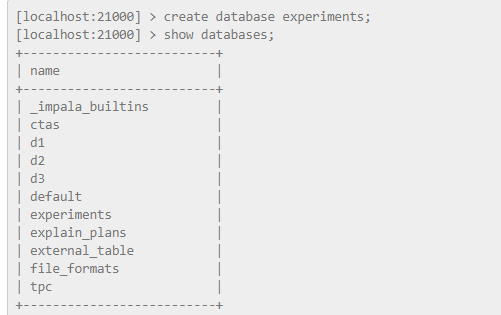 [localhost:21000] > create database experiments;
[localhost:21000] > show databases;
+---------------------------+
| name                      |
+---------------------------+
| _impala_builtins          |
| ctas                      |
| d1                        |
| d2                        |
| d3                        |
| default                   |
| experiments               |
| explain_plans             |
| external_table            |
| file_formats              |
| tpc                       |
+---------------------------+